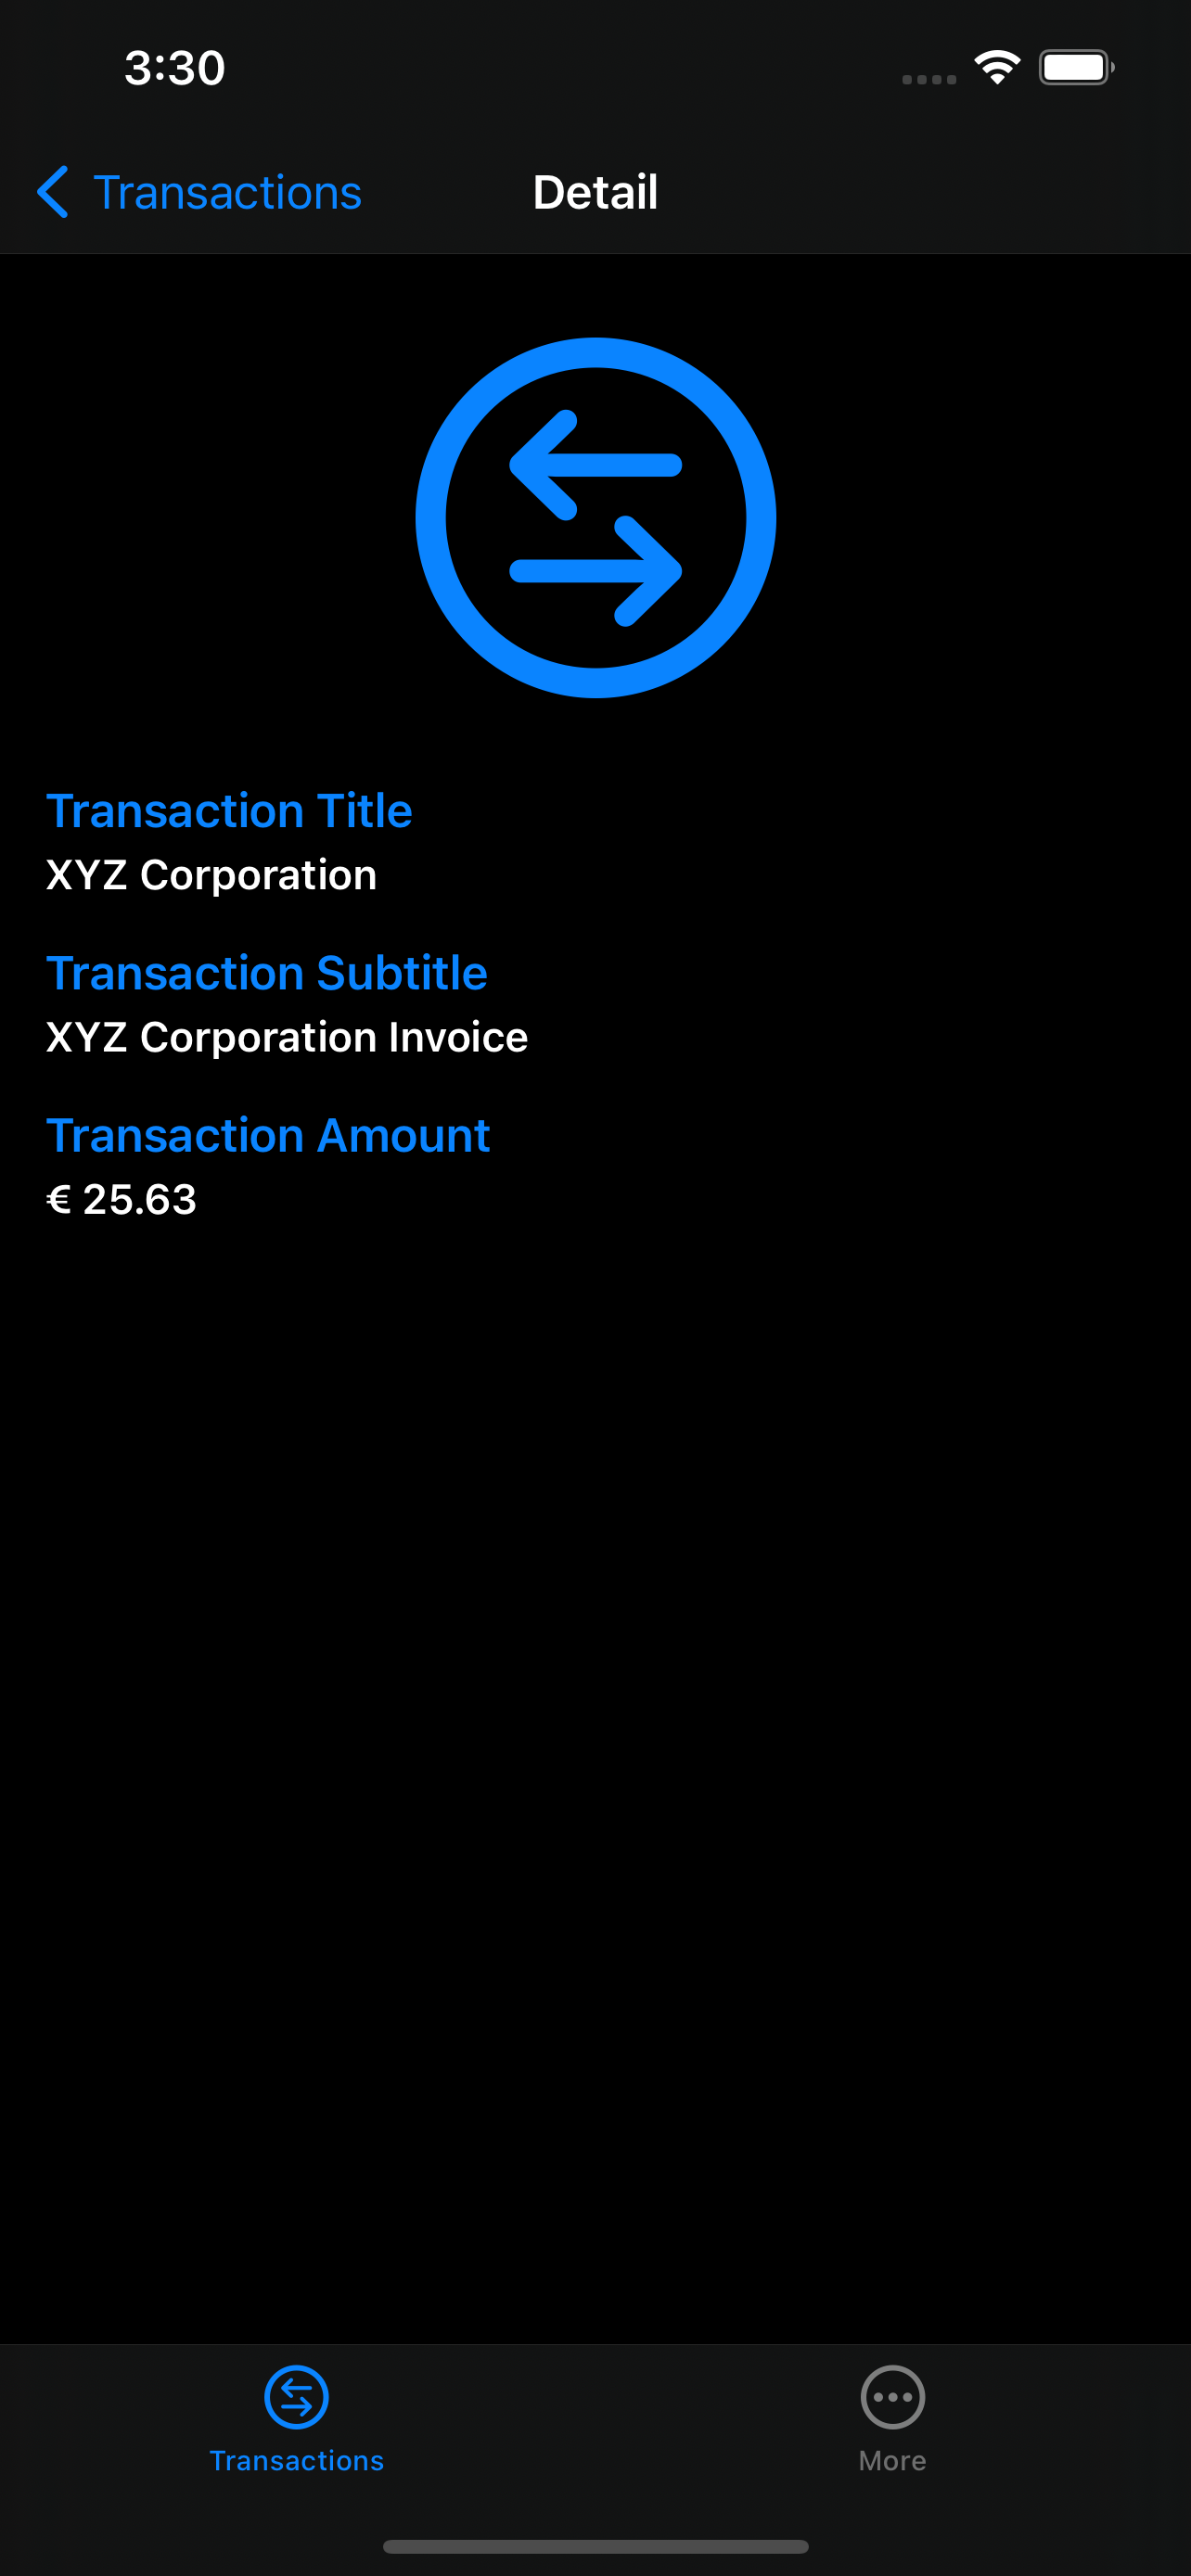 3:30
Transactions
Detail
Transaction Title
XYZ Corporation
Transaction Subtitle
XYZ Corporation Invoice
Transaction Amount
€ 25.63
Transactions
More